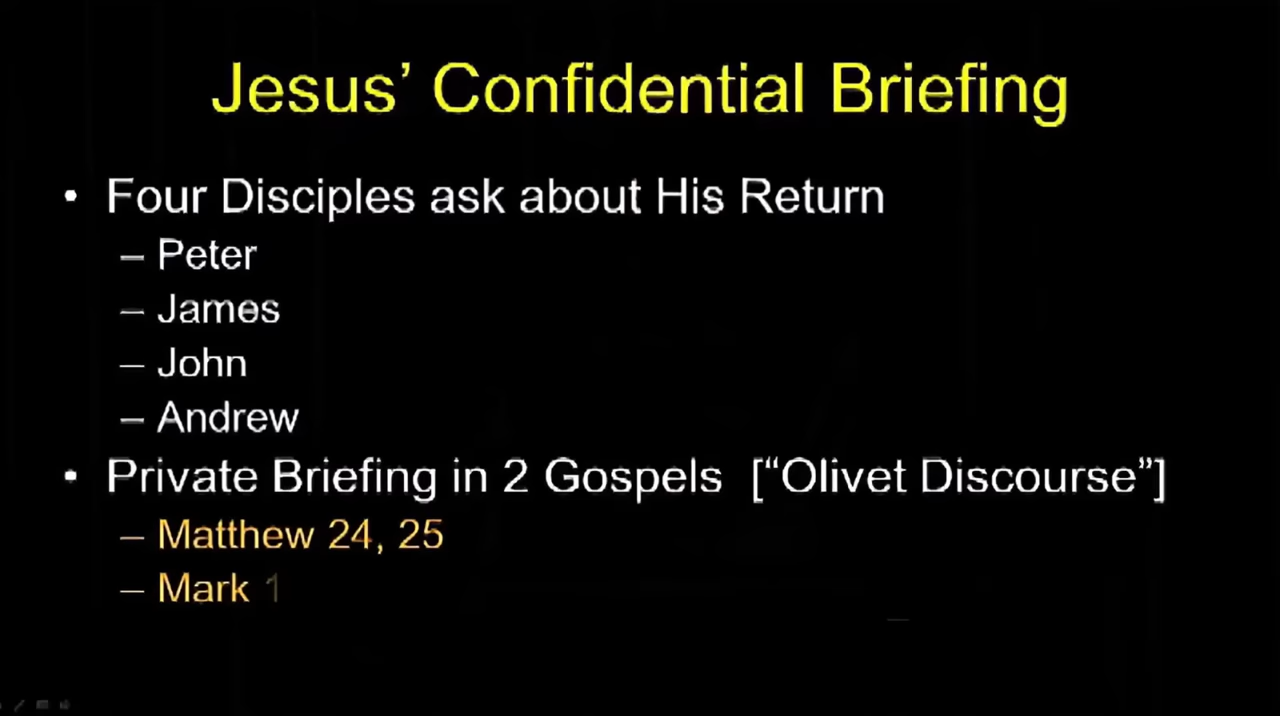 Jesus’ Confidential Briefing
• Four Disciples ask about His Return
– Peter
– James
– John
– Andrew
• Private Briefing in 2 Gospels [“Olivet Discourse”]
– Matthew 24, 25
– Mark 1